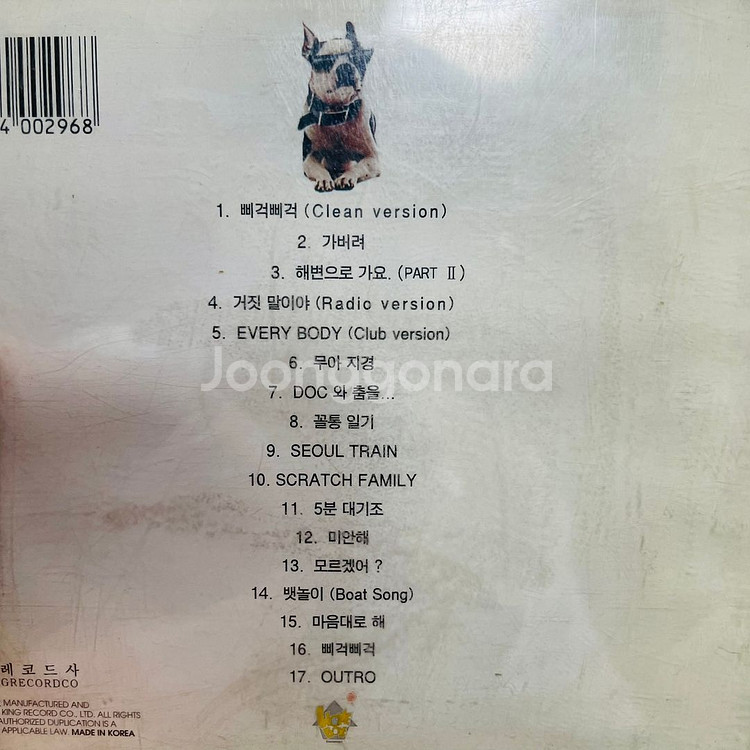 4 002968
1. 삐걱삐걱 (Clean version)
2. 가버려
3. 해변으로 가요. (PART Ⅱ)
4. 거짓 말이야 (Radio version)
5. EVERY BODY (Club version)
6. 무아 지경
Joonggonara
7. DOC 와 춤을...
8. 꼴통 일기
9. SEOUL TRAIN
10. SCRATCH FAMILY
11. 5분 대기조
12. 미안해
13. 모르겠어 ?
14. 뱃놀이 (Boat Song)
15. 마음대로 해
16. 삐걱삐걱
17. OUTRO
레코드사
GRECORDCO
MANUFACTURED AND
KING RECORD CO., LTD. ALL RIGHTS
AUTHORIZED DUPLICATION IS A
APPLICABLE LAW. MADE IN KOREA